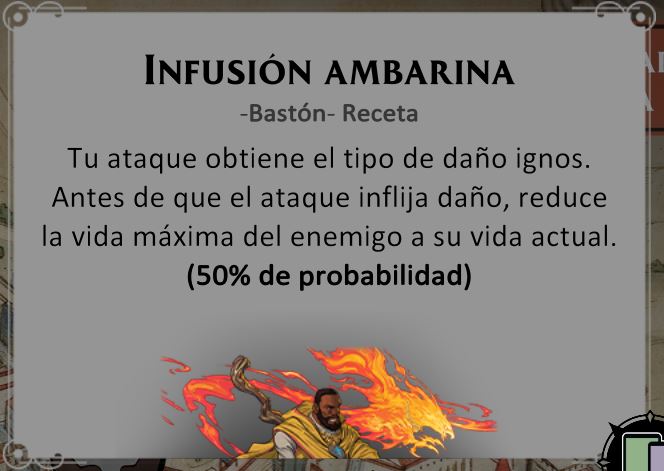 INFUSIÓN AMBARINA
-Bastón- Receta
Tu ataque obtiene el tipo de daño ignos.
Antes de que el ataque inflija daño, reduce
la vida máxima del enemigo a su vida actual.
(50% de probabilidad)